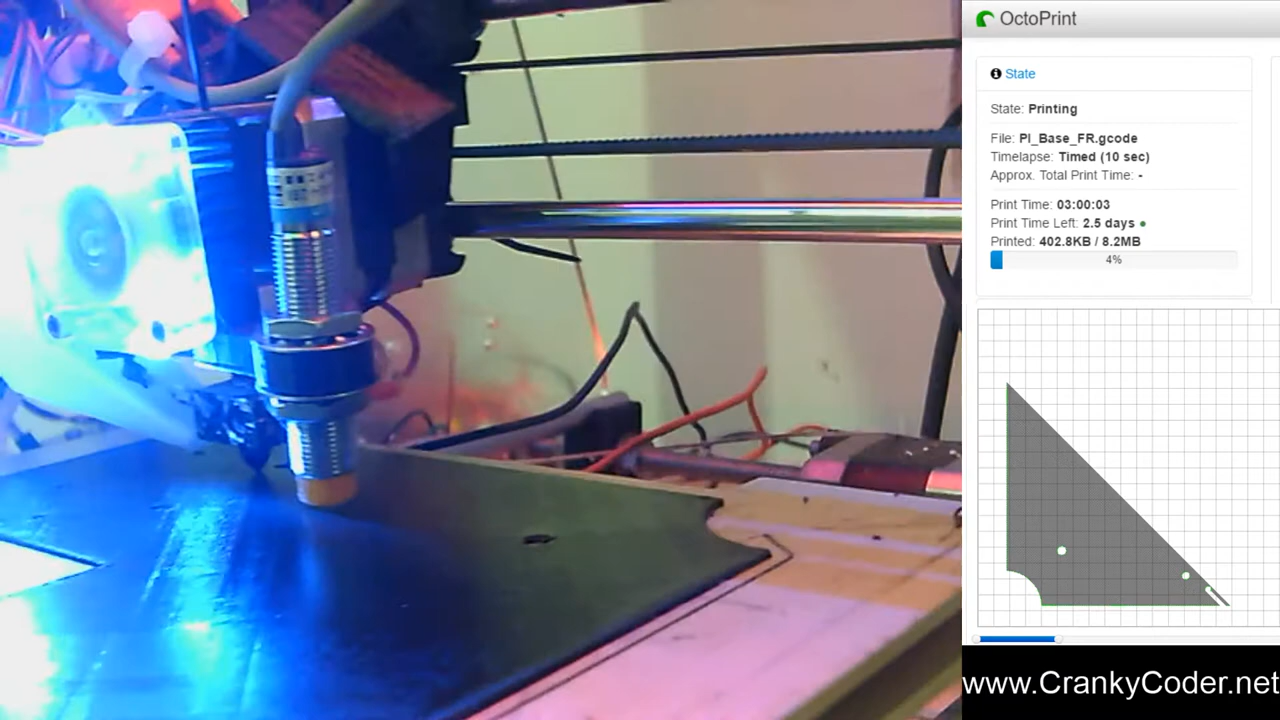 OctoPrint
State
State: Printing
File: PI_Base_FR.gcode
Timelapse: Timed (10 sec)
Approx. Total Print Time: -
Print Time: 03:00:03
Print Time Left: 2.5 days
Printed: 402.8KB / 8.2MB
4%
www.CrankyCoder.net